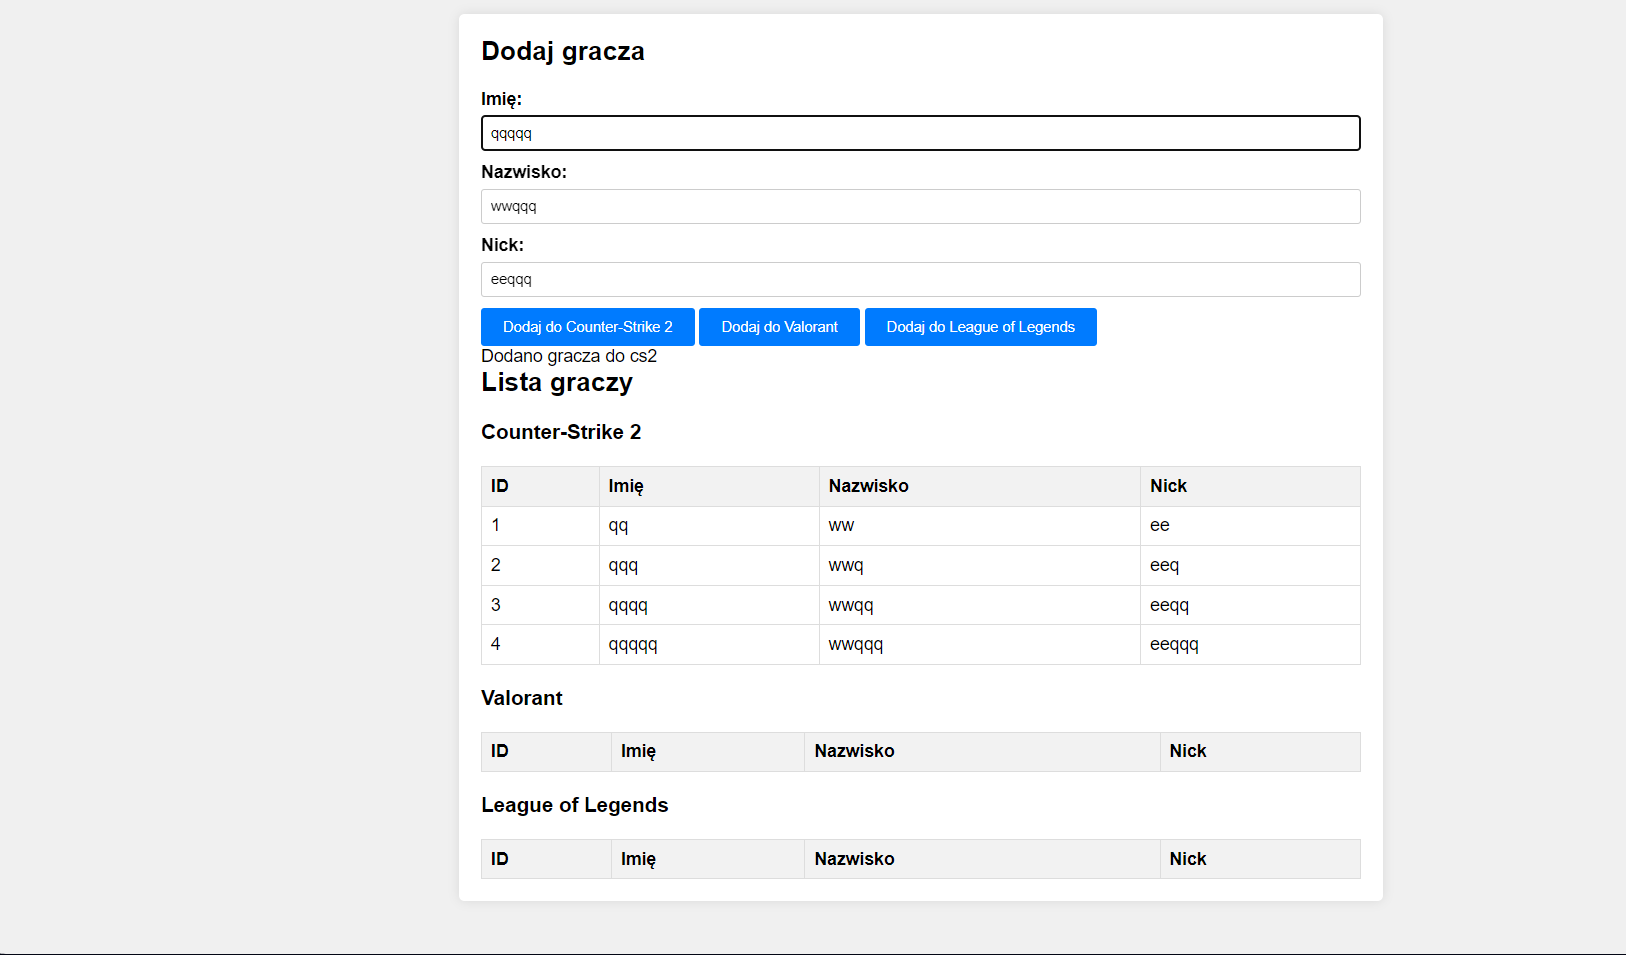 Dodaj gracza
Imię:
qqqqq
Nazwisko:
wwqqq
Nick:
eeqqq
Dodaj do Counter-Strike 2 Dodaj do Valorant Dodaj do League of Legends
Dodano gracza do cs2
Lista graczy
Counter-Strike 2
ID Imię Nazwisko Nick
1 qq ww ee
2 qqq wwq eeq
3 qqqq wwqq eeqq
4 qqqqq wwqqq eeqqq
Valorant
ID Imię Nazwisko Nick
League of Legends
ID Imię Nazwisko Nick